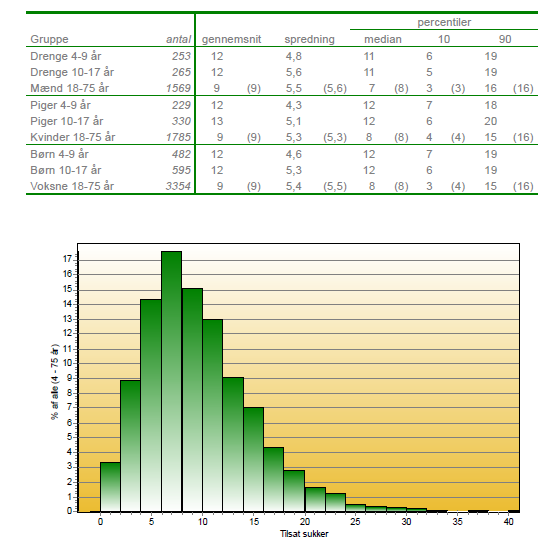 percentiler
Gruppe antal gennemsnit spredning median 10 90
Drenge 4-9 år 253 12 4,8 11 6 19
Drenge 10-17 år 265 12 5,6 11 5 19
Mænd 18-75 år 1569 9 (9) 5,5 (5,6) 7 (8) 3 (3) 16 (16)
Piger 4-9 år 229 12 4,3 12 7 18
Piger 10-17 år 330 13 5,1 12 6 20
Kvinder 18-75 år 1785 9 (9) 5,3 (5,3) 8 (8) 4 (4) 15 (16)
Børn 4-9 år 482 12 4,6 12 7 19
Børn 10-17 år 595 12 5,3 12 6 19
Voksne 18-75 år 3354 9 (9) 5,4 (5,5) 8 (8) 3 (4) 15 (16)
% af alle (4 - 75 år)
17
16
15
14
13
12
11
10
9
8
7
6
5
4
3
2
1
0
0 5 10 15 20 25 30 35 40
Tilsat sukker